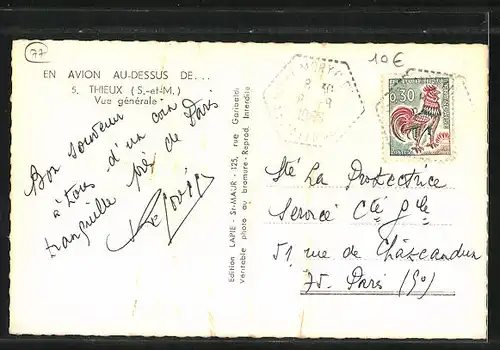 77
EN AVION AU-DESSUS DE...
5. THIEUX (S.-et-M.)
Vue générale
Bon souvenir
à tous d'un coin
tranquille près de Paris
Edition LAPIE - St-MAUR - 125, rue Garibaldi
Véritable photo au bromure - Reprod. Interdite
10€
0,30
Sté La Protectrice
Service Cté Gle
51 rue de Châteaudun
75. Paris (9e)